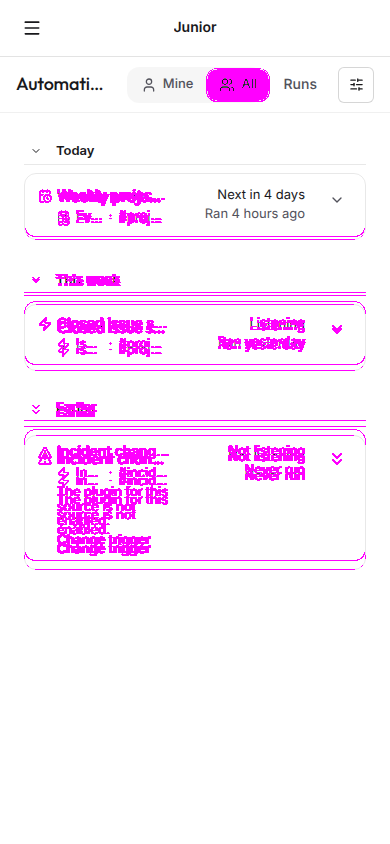 Junior
Automati...
Mine
All
Runs
Today
Weekly projec...
Next in 4 days
Ev... · #proj...
Ran 4 hours ago
This week
Closed issue s...
Listening
Is... · #proj...
Ran yesterday
Earlier
Incident chann...
Not listening
In... · #incid...
Never run
The plugin for this
source is not
enabled.
Change trigger